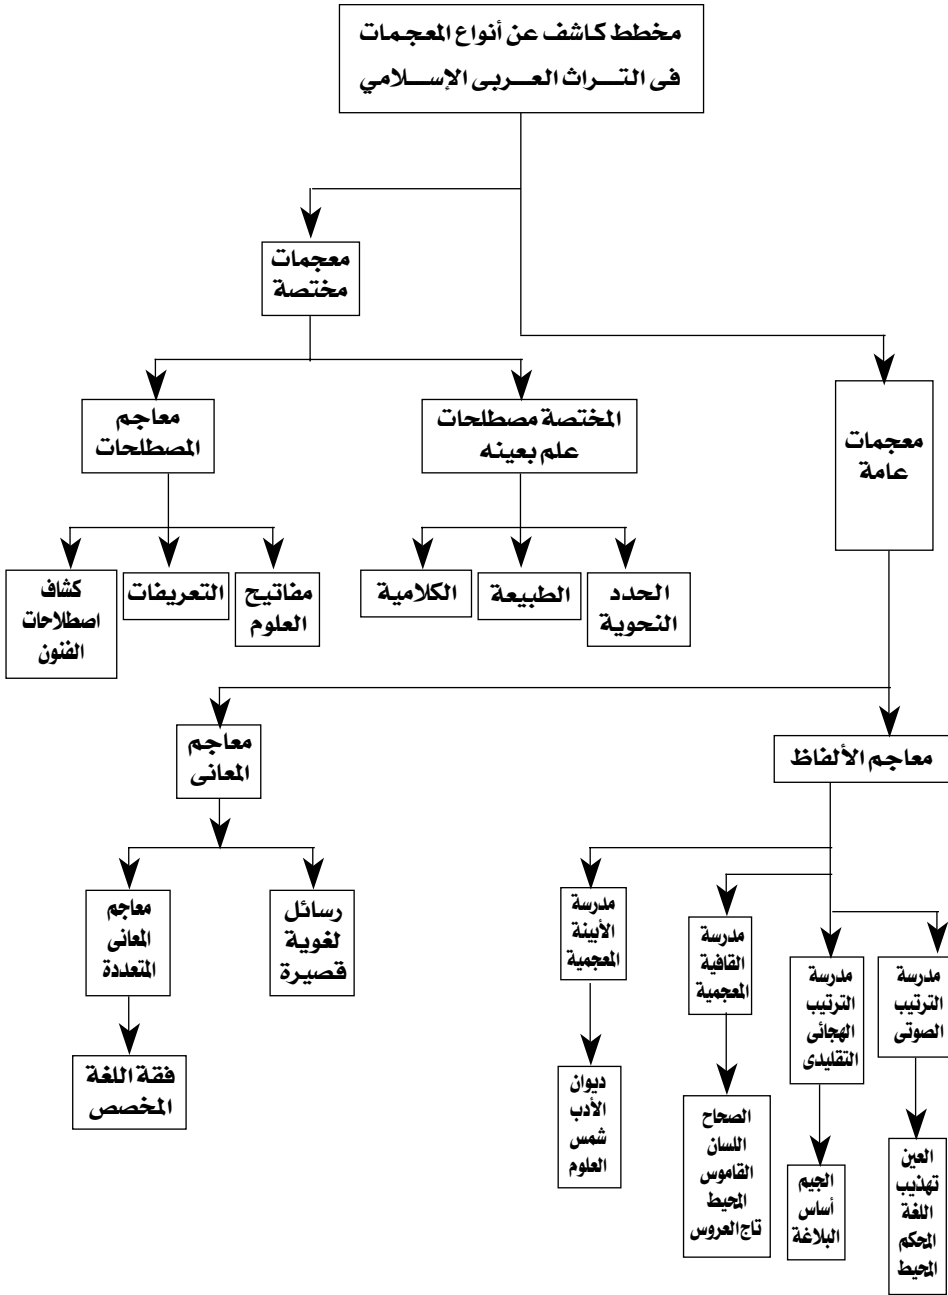 مخطط كاشف عن أنواع المعجمات
فى التــراث العــربى الإســلامي
معجمات
مختصة
معجمات
عامة
المختصة مصطلحات
علم بعينه
معاجم
المصطلحات
الحدد
النحوية
الطبيعة
الكلامية
مفاتيح
العلوم
التعريفات
كشاف
اصطلاحات
الفنون
معاجم الألفاظ
معاجم
المعانى
مدرسة
الترتيب
الصوتى
مدرسة
الترتيب
الهجائى
التقليدى
مدرسة
القافية
المعجمية
مدرسة
الأبينة
المعجمية
رسائل
لغوية
قصيرة
معاجم
المعانى
المتعددة
العين
تهذيب
اللغة
المحكم
المحيط
الجيم
أساس
البلاغة
الصحاح
اللسان
القاموس
المحيط
تاج العروس
ديوان
الأدب
شمس
العلوم
فقة اللغة
المخصص